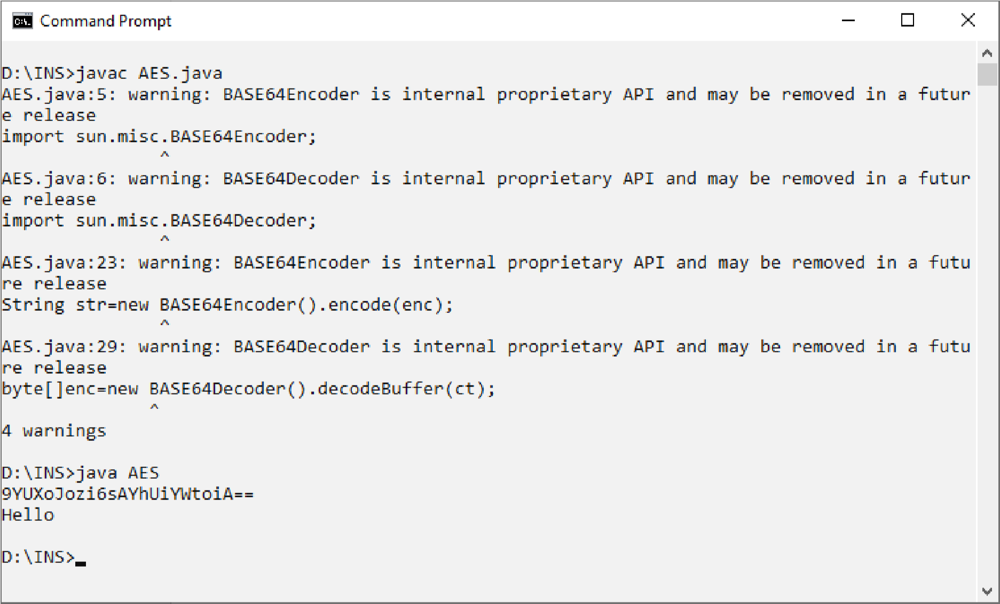 Command Prompt
D:\INS>javac AES.java
AES.java:5: warning: BASE64Encoder is internal proprietary API and may be removed in a futur
e release
import sun.misc.BASE64Encoder;
^
AES.java:6: warning: BASE64Decoder is internal proprietary API and may be removed in a futur
e release
import sun.misc.BASE64Decoder;
^
AES.java:23: warning: BASE64Encoder is internal proprietary API and may be removed in a futu
re release
String str=new BASE64Encoder().encode(enc);
^
AES.java:29: warning: BASE64Decoder is internal proprietary API and may be removed in a futu
re release
byte[]enc=new BASE64Decoder().decodeBuffer(ct);
^
4 warnings
D:\INS>java AES
9YUXoJozi6sAYhUiYWtoiA==
Hello
D:\INS>